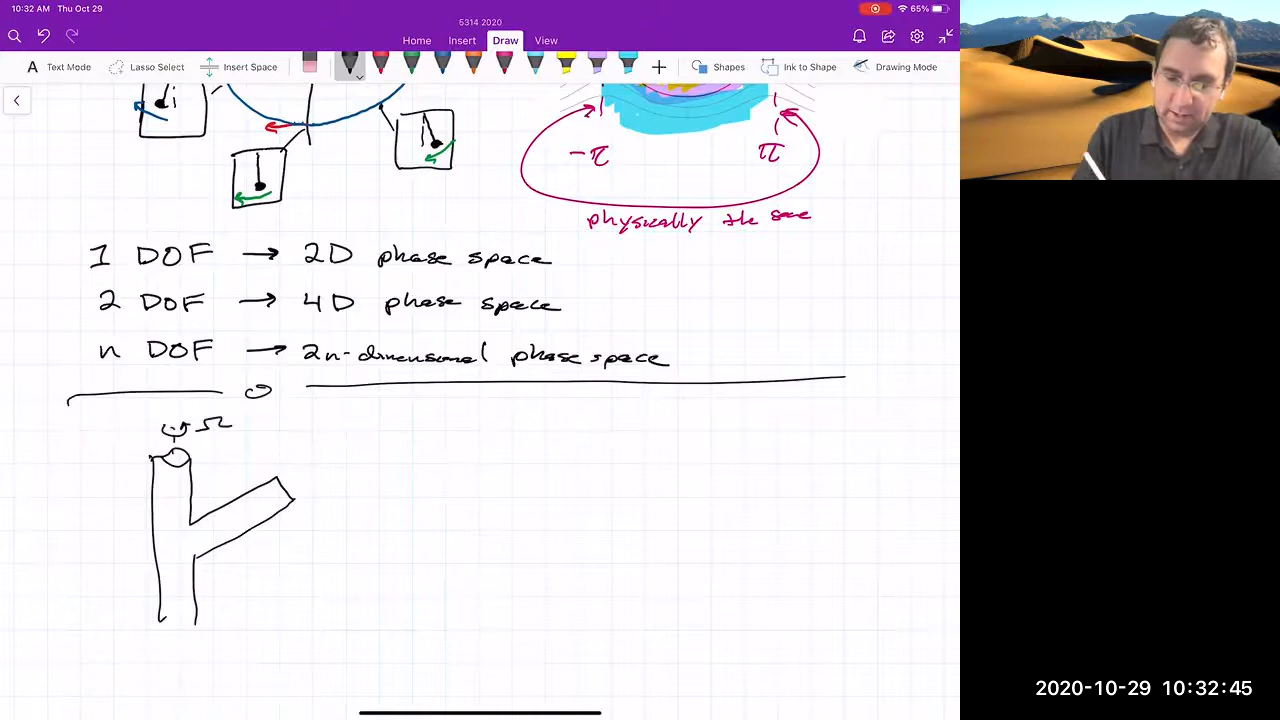 10:32 AM Thu Oct 29
65%
5314 2020
Home Insert Draw View
Text Mode Lasso Select Insert Space Shapes Ink to Shape Drawing Mode
-π π
physically the same
1 DOF → 2D phase space
2 DOF → 4D phase space
n DOF → 2n-dimensional phase space
Ω
2020-10-29 10:32:45